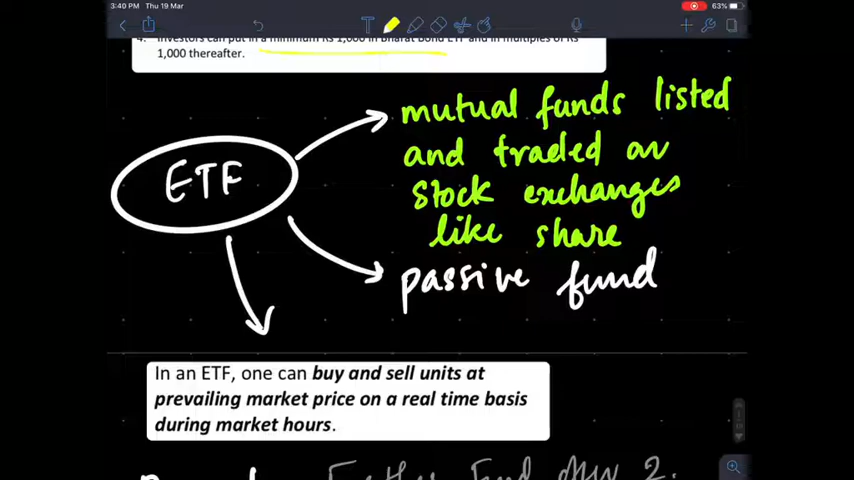 3:40 PM Thu 19 Mar
63%
4. Investors can put in a minimum Rs 1,000 in Bharat Bond ETF and in multiples of Rs
1,000 thereafter.
ETF
mutual funds listed
and traded on
stock exchanges
like share
passive fund
In an ETF, one can buy and sell units at
prevailing market price on a real time basis
during market hours.